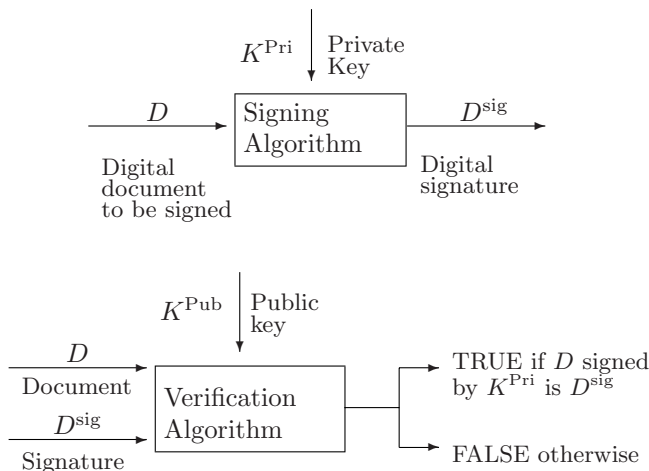 K^Pri Private
Key
D Signing D^sig
Algorithm
Digital
document
to be signed
Digital
signature
K^Pub Public
key
D
Document
D^sig
Signature
Verification
Algorithm
TRUE if D signed
by K^Pri is D^sig
FALSE otherwise